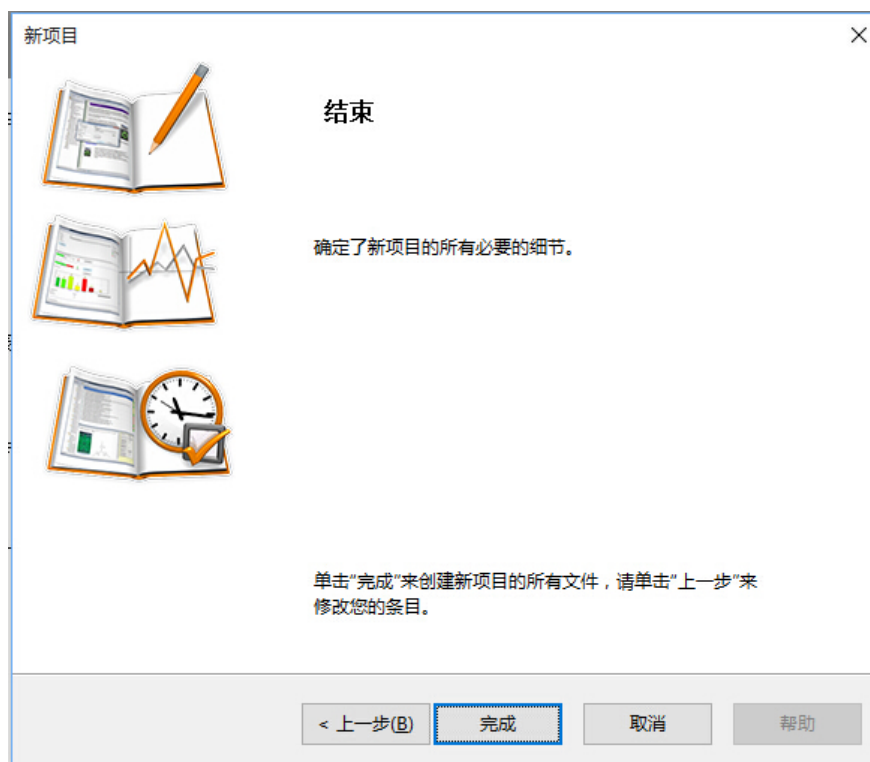 新项目
结束
确定了新项目的所有必要的细节。
单击"完成"来创建新项目的所有文件，请单击"上一步"来
修改您的条目。
< 上一步(B)
完成
取消
帮助